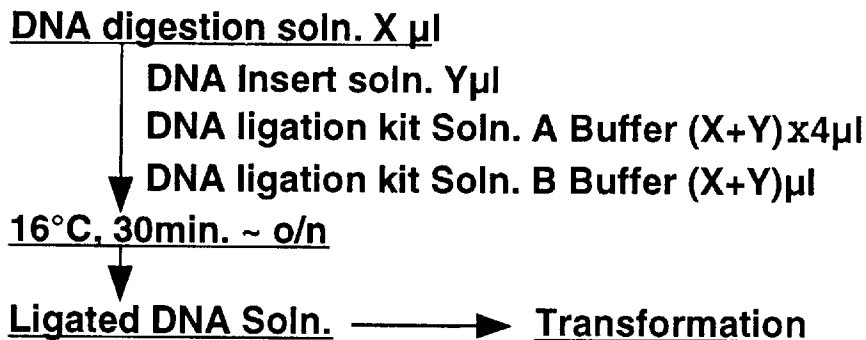 DNA digestion soln. X µl
DNA Insert soln. Yµl
DNA ligation kit Soln. A Buffer (X+Y)x4µl
DNA ligation kit Soln. B Buffer (X+Y)µl
16°C, 30min. ~ o/n
Ligated DNA Soln. Transformation